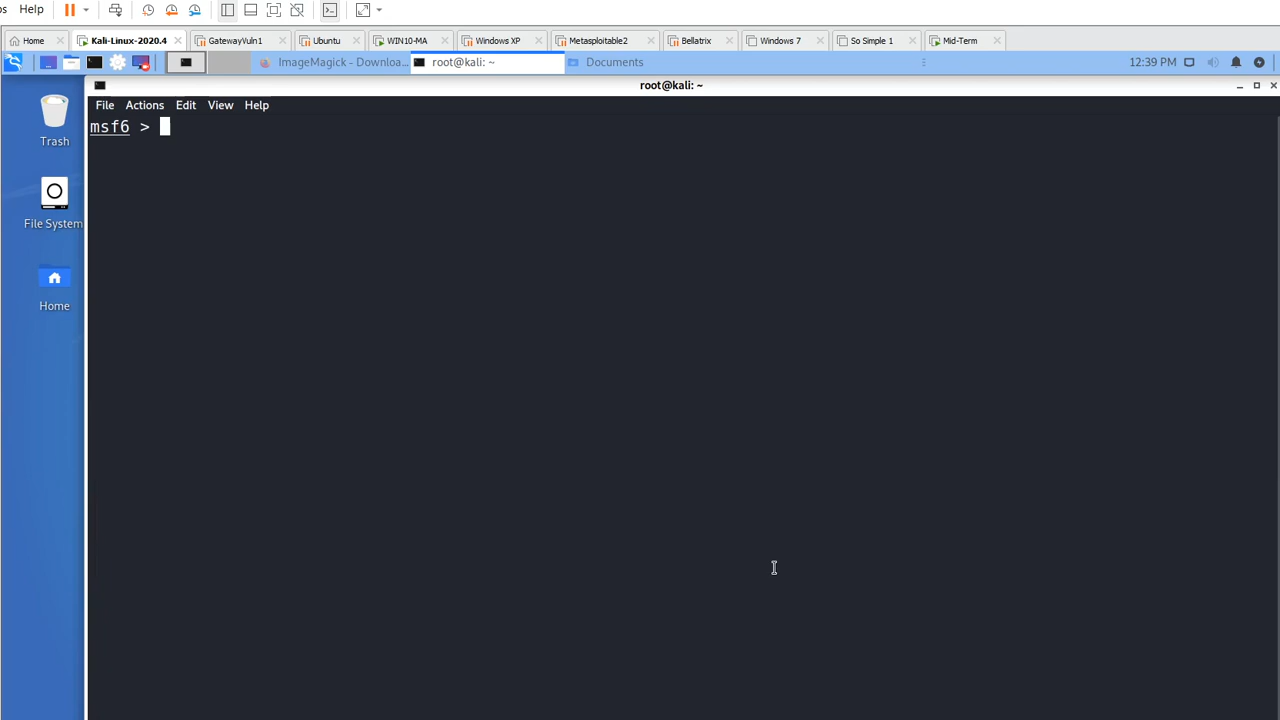 s Help
Home Kali-Linux-2020.4 GatewayVuln1 Ubuntu WIN10-MA Windows XP Metasploitable2 Bellatrix Windows 7 So Simple 1 Mid-Term
ImageMagick - Downloa... root@kali: ~ Documents 12:39 PM
root@kali: ~
File Actions Edit View Help
msf6 >
Trash
File System
Home